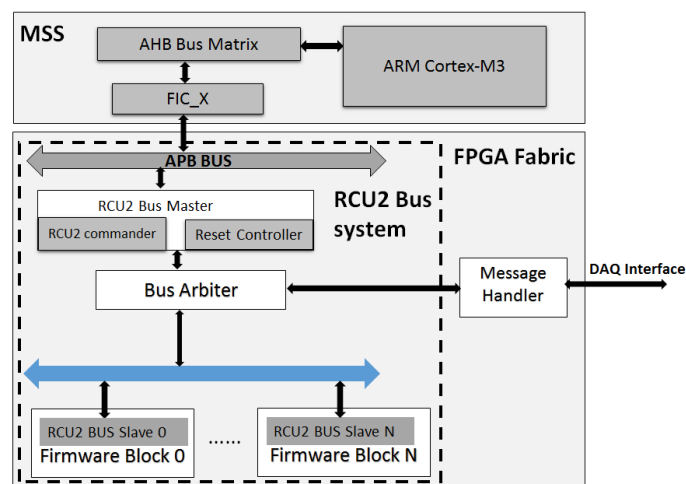 MSS
AHB Bus Matrix
ARM Cortex-M3
FIC_X
FPGA Fabric
APB BUS
RCU2 Bus
system
RCU2 Bus Master
RCU2 commander
Reset Controller
Bus Arbiter
Message
Handler
DAQ Interface
RCU2 BUS Slave 0
Firmware Block 0
......
RCU2 BUS Slave N
Firmware Block N